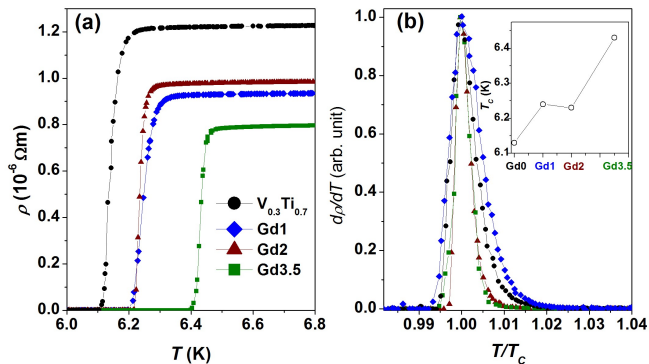 (a)
ρ (10⁻⁶ Ωm)
1.2
1.0
0.8
0.6
0.4
0.2
0.0
V₀.₃Ti₀.₇
Gd1
Gd2
Gd3.5
6.0 6.2 6.4 6.6 6.8
T (K)
(b)
dρ/dT (arb. unit)
1.0
0.8
0.6
0.4
0.2
0.0
0.99 1.00 1.01 1.02 1.03 1.04
T/T_C
T_C (K)
6.4
6.3
6.2
6.1
Gd0 Gd1 Gd2 Gd3.5